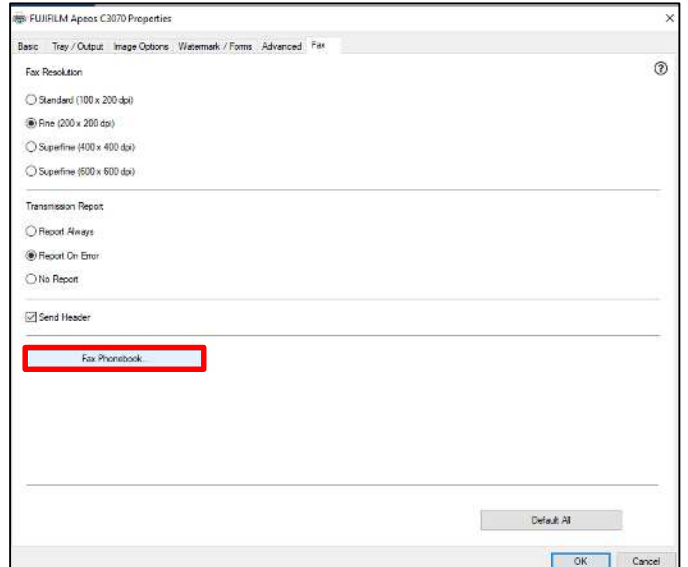 FUJIFILM Apeos C3070 Properties
Basic Tray / Output Image Options Watermark / Forms Advanced Fax
Fax Resolution
Standard (100 x 200 dpi)
Fine (200 x 200 dpi)
Superfine (400 x 400 dpi)
Superfine (600 x 600 dpi)
Transmission Report
Report Always
Report On Error
No Report
Send Header
Fax Phonebook...
Default All
OK Cancel